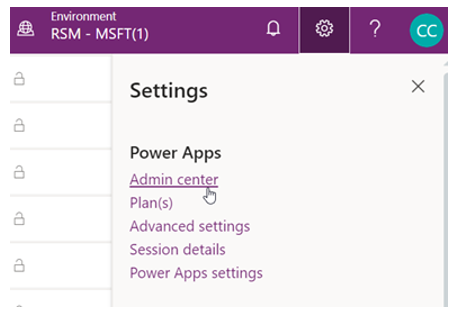 Environment
RSM - MSFT(1)
?
CC
Settings
Power Apps
Admin center
Plan(s)
Advanced settings
Session details
Power Apps settings